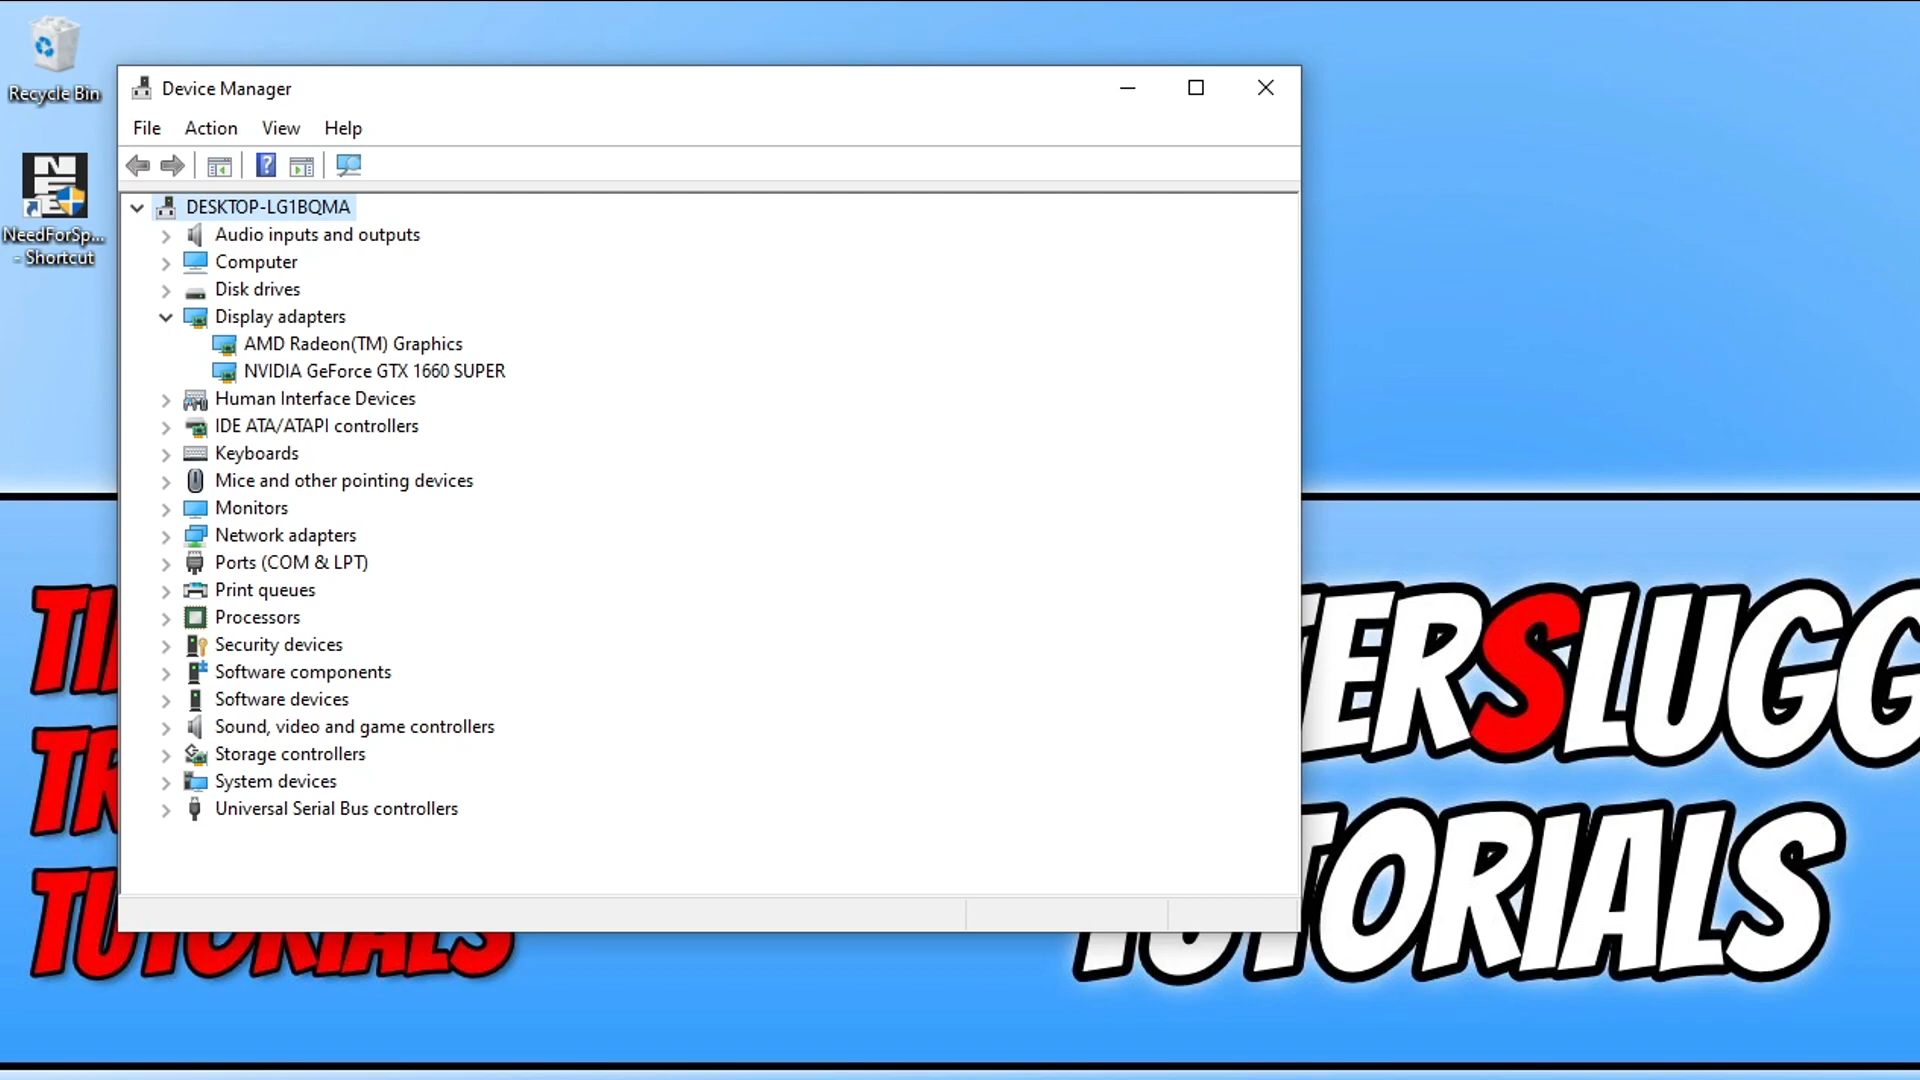 Recycle Bin
NeedForSp...
- Shortcut
Device Manager
File Action View Help
DESKTOP-LG1BQMA
Audio inputs and outputs
Computer
Disk drives
Display adapters
AMD Radeon(TM) Graphics
NVIDIA GeForce GTX 1660 SUPER
Human Interface Devices
IDE ATA/ATAPI controllers
Keyboards
Mice and other pointing devices
Monitors
Network adapters
Ports (COM & LPT)
Print queues
Processors
Security devices
Software components
Software devices
Sound, video and game controllers
Storage controllers
System devices
Universal Serial Bus controllers
TUTORIALS
TUTORIALS